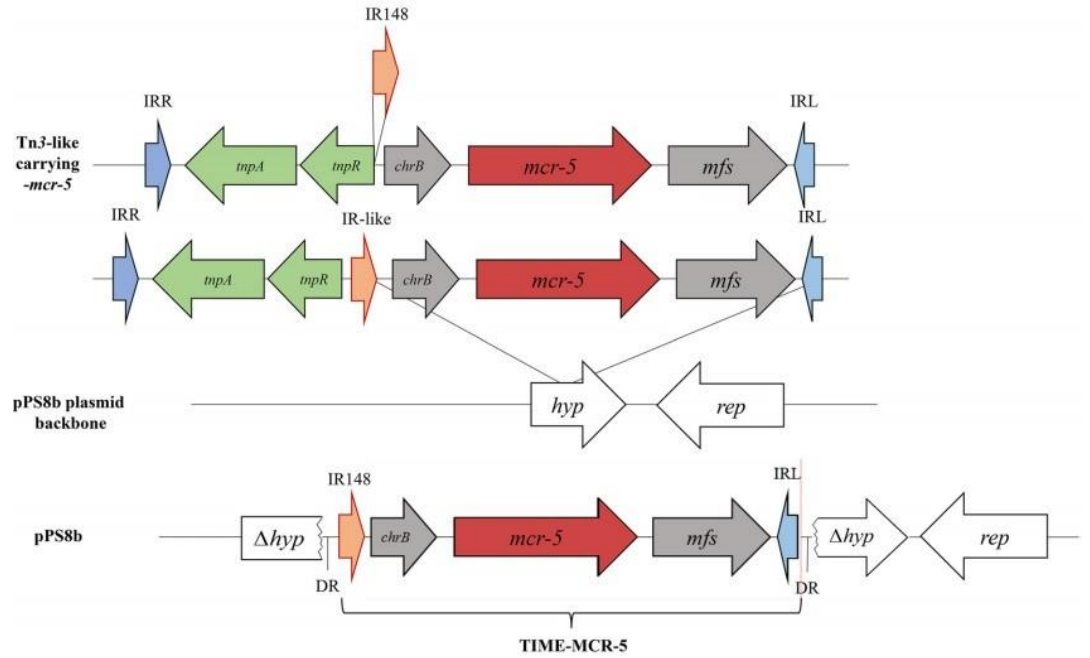 IR148
IRR
IRL
Tn3-like
carrying
-mcr-5
tnpA
tnpR
chrB
mcr-5
mfs
IRR
IR-like
IRL
tnpA
tnpR
chrB
mcr-5
mfs
pPS8b plasmid
backbone
hyp
rep
IR148
IRL
pPS8b
Δhyp
chrB
mcr-5
mfs
Δhyp
rep
DR
DR
TIME-MCR-5